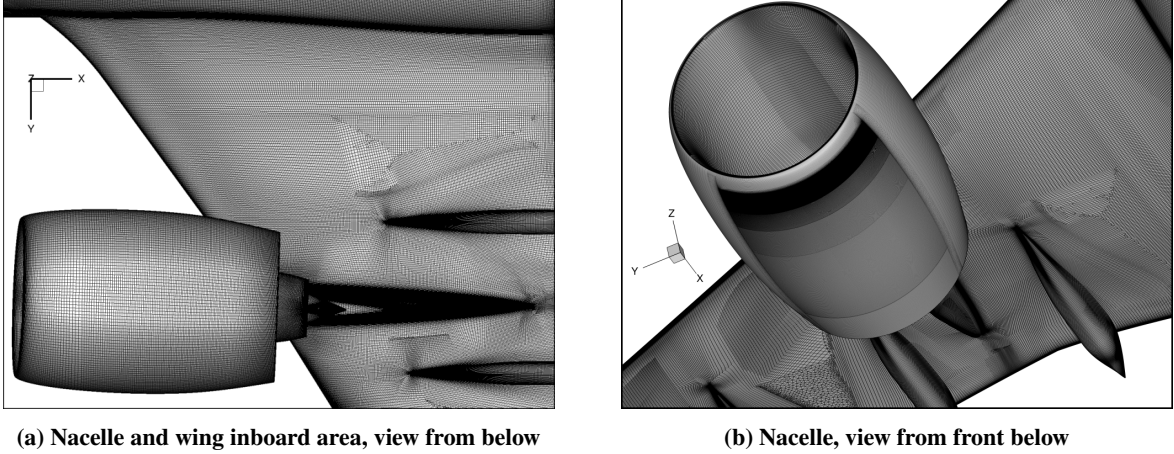 Z X
Y
Z
Y
X
(a) Nacelle and wing inboard area, view from below
(b) Nacelle, view from front below